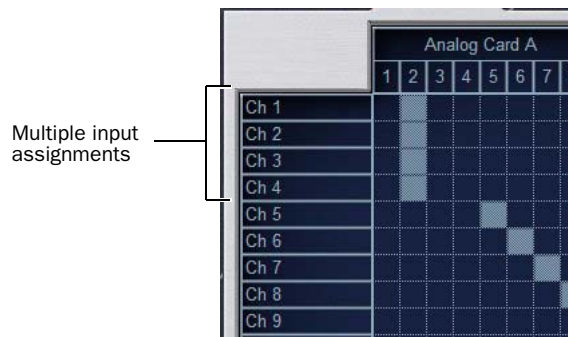 Analog Card A
1 2 3 4 5 6 7
Multiple input
assignments
Ch 1
Ch 2
Ch 3
Ch 4
Ch 5
Ch 6
Ch 7
Ch 8
Ch 9